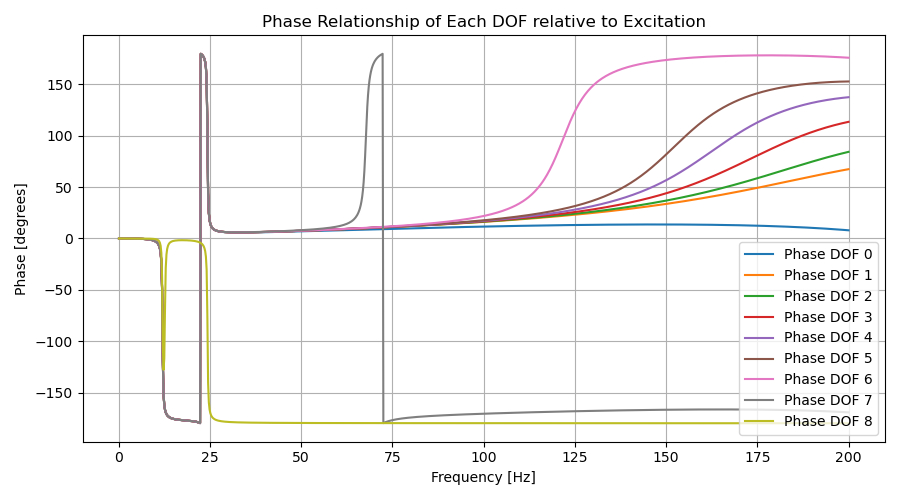 Phase Relationship of Each DOF relative to Excitation
Phase [degrees]
150
100
50
0
−50
−100
−150
0
25
50
75
100
125
150
175
200
Frequency [Hz]
Phase DOF 0
Phase DOF 1
Phase DOF 2
Phase DOF 3
Phase DOF 4
Phase DOF 5
Phase DOF 6
Phase DOF 7
Phase DOF 8